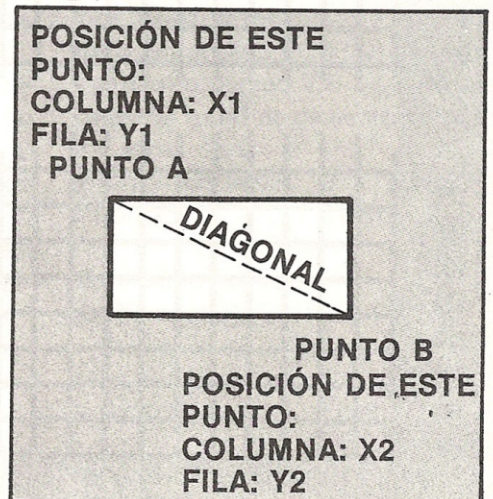 POSICIÓN DE ESTE
PUNTO:
COLUMNA: X1
FILA: Y1
PUNTO A
DIAGONAL
PUNTO B
POSICIÓN DE ESTE
PUNTO:
COLUMNA: X2
FILA: Y2